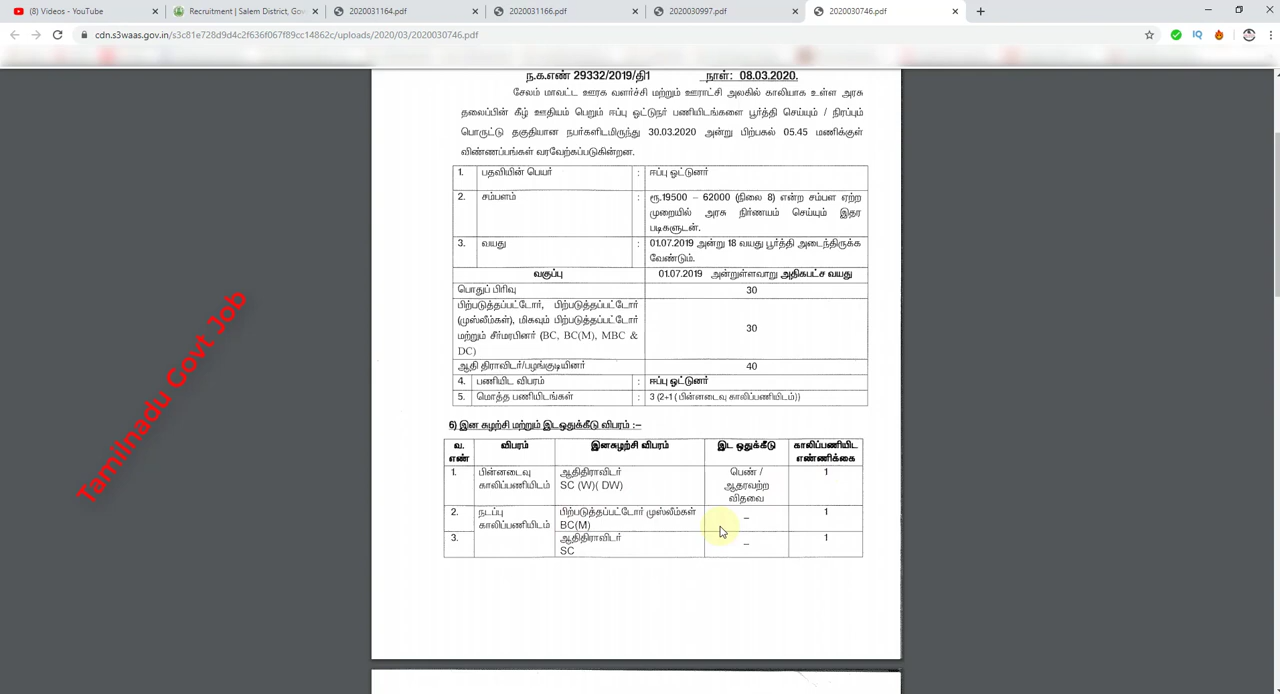 (8) Videos - YouTube
Recruitment | Salem District, Gov
2020031164.pdf
2020031166.pdf
2020030997.pdf
2020030746.pdf
cdn.s3waas.gov.in/s3c81e728d9d4c2f636f067f89cc14862c/uploads/2020/03/2020030746.pdf
IQ
ந.க.எண் 29332/2019/தி1 நாள்: 08.03.2020.
சேலம் மாவட்ட ஊரக வளர்ச்சி மற்றும் ஊராட்சி அலகில் காலியாக உள்ள அரசு
தலைப்பின் கீழ் ஊதியம் பெறும் ஈப்பு ஓட்டுநர் பணியிடங்களை பூர்த்தி செய்யும் / நிரப்பும்
பொருட்டு தகுதியான நபர்களிடமிருந்து 30.03.2020 அன்று பிற்பகல் 05.45 மணிக்குள்
விண்ணப்பங்கள் வரவேற்கப்படுகின்றன.
1. பதவியின் பெயர் : ஈப்பு ஓட்டுனர்
2. சம்பளம் : ரூ.19500 – 62000 (நிலை 8) என்ற சம்பள ஏற்ற
முறையில் அரசு நிர்ணயம் செய்யும் இதர
படிகளுடன்.
3. வயது : 01.07.2019 அன்று 18 வயது பூர்த்தி அடைந்திருக்க
வேண்டும்.
வகுப்பு 01.07.2019 அன்றுள்ளவாறு அதிகபட்ச வயது
பொதுப் பிரிவு 30
பிற்படுத்தப்பட்டோர், பிற்படுத்தப்பட்டோர்
(முஸ்லீம்கள்), மிகவும் பிற்படுத்தப்பட்டோர்
மற்றும் சீர்மரபினர் (BC, BC(M), MBC &
DC)
30
ஆதி திராவிடர்/பழங்குடியினர் 40
4. பணியிட விபரம் : ஈப்பு ஓட்டுனர்
5. மொத்த பணியிடங்கள் : 3 (2+1 ( பின்னடைவு காலிப்பணியிடம்))
6) இன சுழற்சி மற்றும் இடஒதுக்கீடு விபரம் :–
வ.
எண்
விபரம் இனசுழற்சி விபரம் இட ஒதுக்கீடு காலிப்பணியிட
எண்ணிக்கை
1. பின்னடைவு
காலிப்பணியிடம்
ஆதிதிராவிடர்
SC (W)( DW)
பெண் /
ஆதரவற்ற
விதவை
1
2. நடப்பு
காலிப்பணியிடம்
பிற்படுத்தப்பட்டோர் முஸ்லீம்கள்
BC(M)
– 1
3. ஆதிதிராவிடர்
SC
– 1
Tamilnadu Govt Job